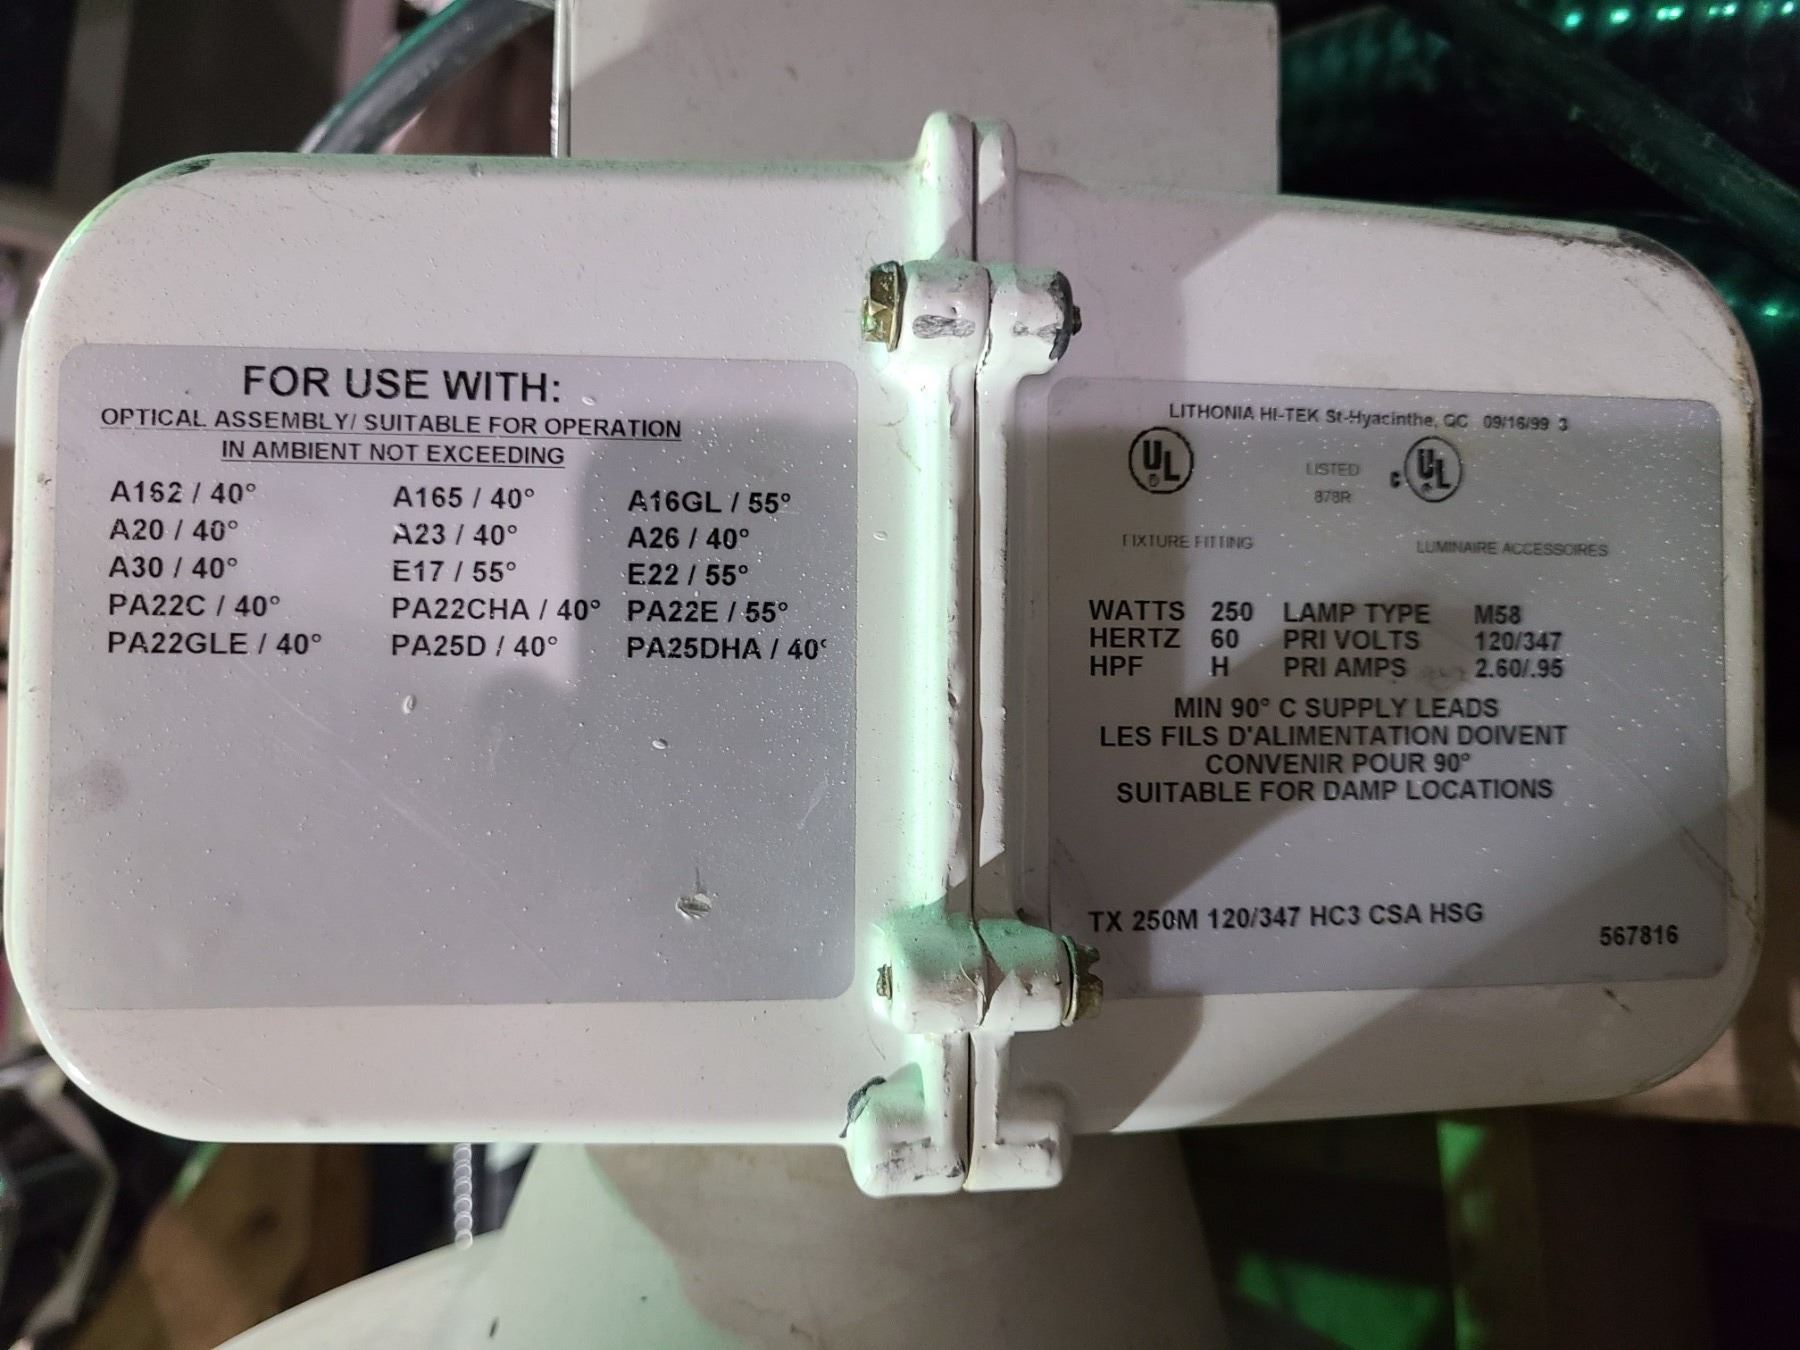 FOR USE WITH:
OPTICAL ASSEMBLY/ SUITABLE FOR OPERATION
IN AMBIENT NOT EXCEEDING
A162 / 40° A165 / 40° A16GL / 55°
A20 / 40° A23 / 40° A26 / 40°
A30 / 40° E17 / 55° E22 / 55°
PA22C / 40° PA22CHA / 40° PA22E / 55°
PA22GLE / 40° PA25D / 40° PA25DHA / 40°
LITHONIA HI-TEK St-Hyacinthe, QC 09/16/99 3
UL LISTED c UL
878R
FIXTURE FITTING LUMINAIRE ACCESSOIRES
WATTS 250 LAMP TYPE M58
HERTZ 60 PRI VOLTS 120/347
HPF H PRI AMPS 2.60/.95
MIN 90° C SUPPLY LEADS
LES FILS D'ALIMENTATION DOIVENT
CONVENIR POUR 90°
SUITABLE FOR DAMP LOCATIONS
TX 250M 120/347 HC3 CSA HSG
567816